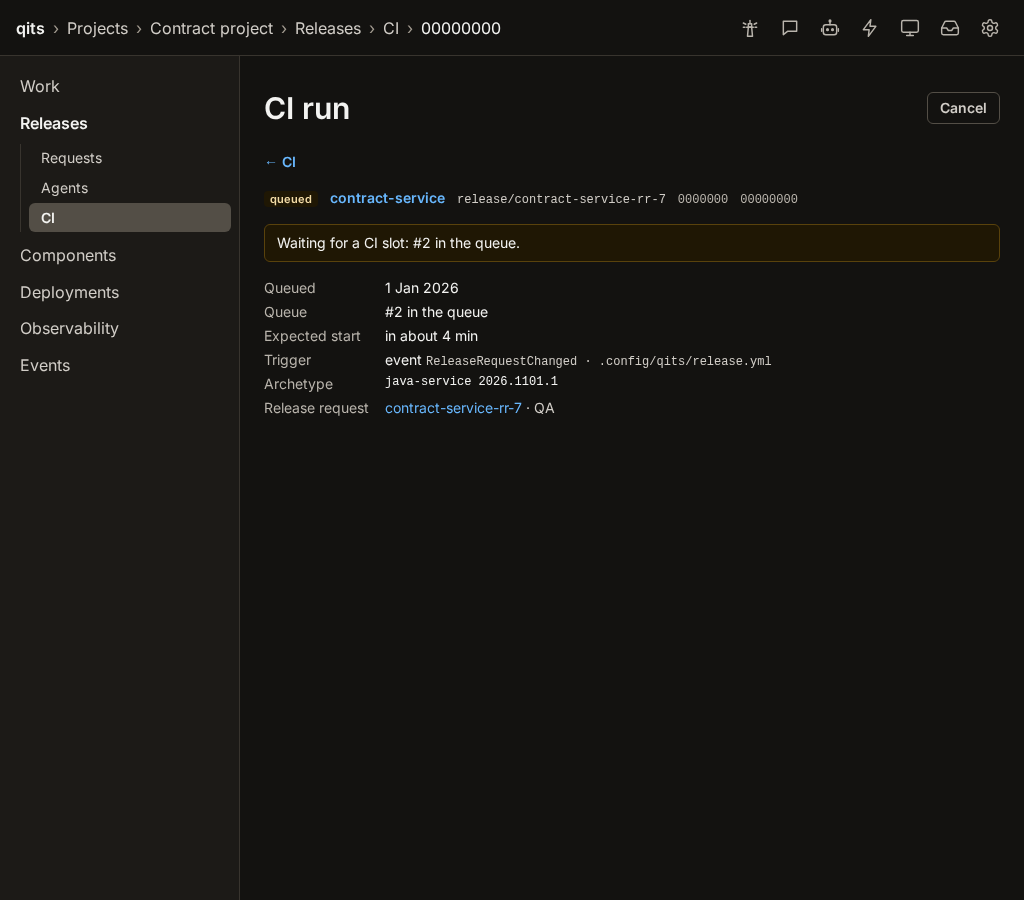 qits › Projects › Contract project › Releases › CI › 00000000
Work
Releases
Requests
Agents
CI
Components
Deployments
Observability
Events
CI run
Cancel
← CI
queued contract-service release/contract-service-rr-7 0000000 00000000
Waiting for a CI slot: #2 in the queue.
Queued 1 Jan 2026
Queue #2 in the queue
Expected start in about 4 min
Trigger event ReleaseRequestChanged · .config/qits/release.yml
Archetype java-service 2026.1101.1
Release request contract-service-rr-7 · QA